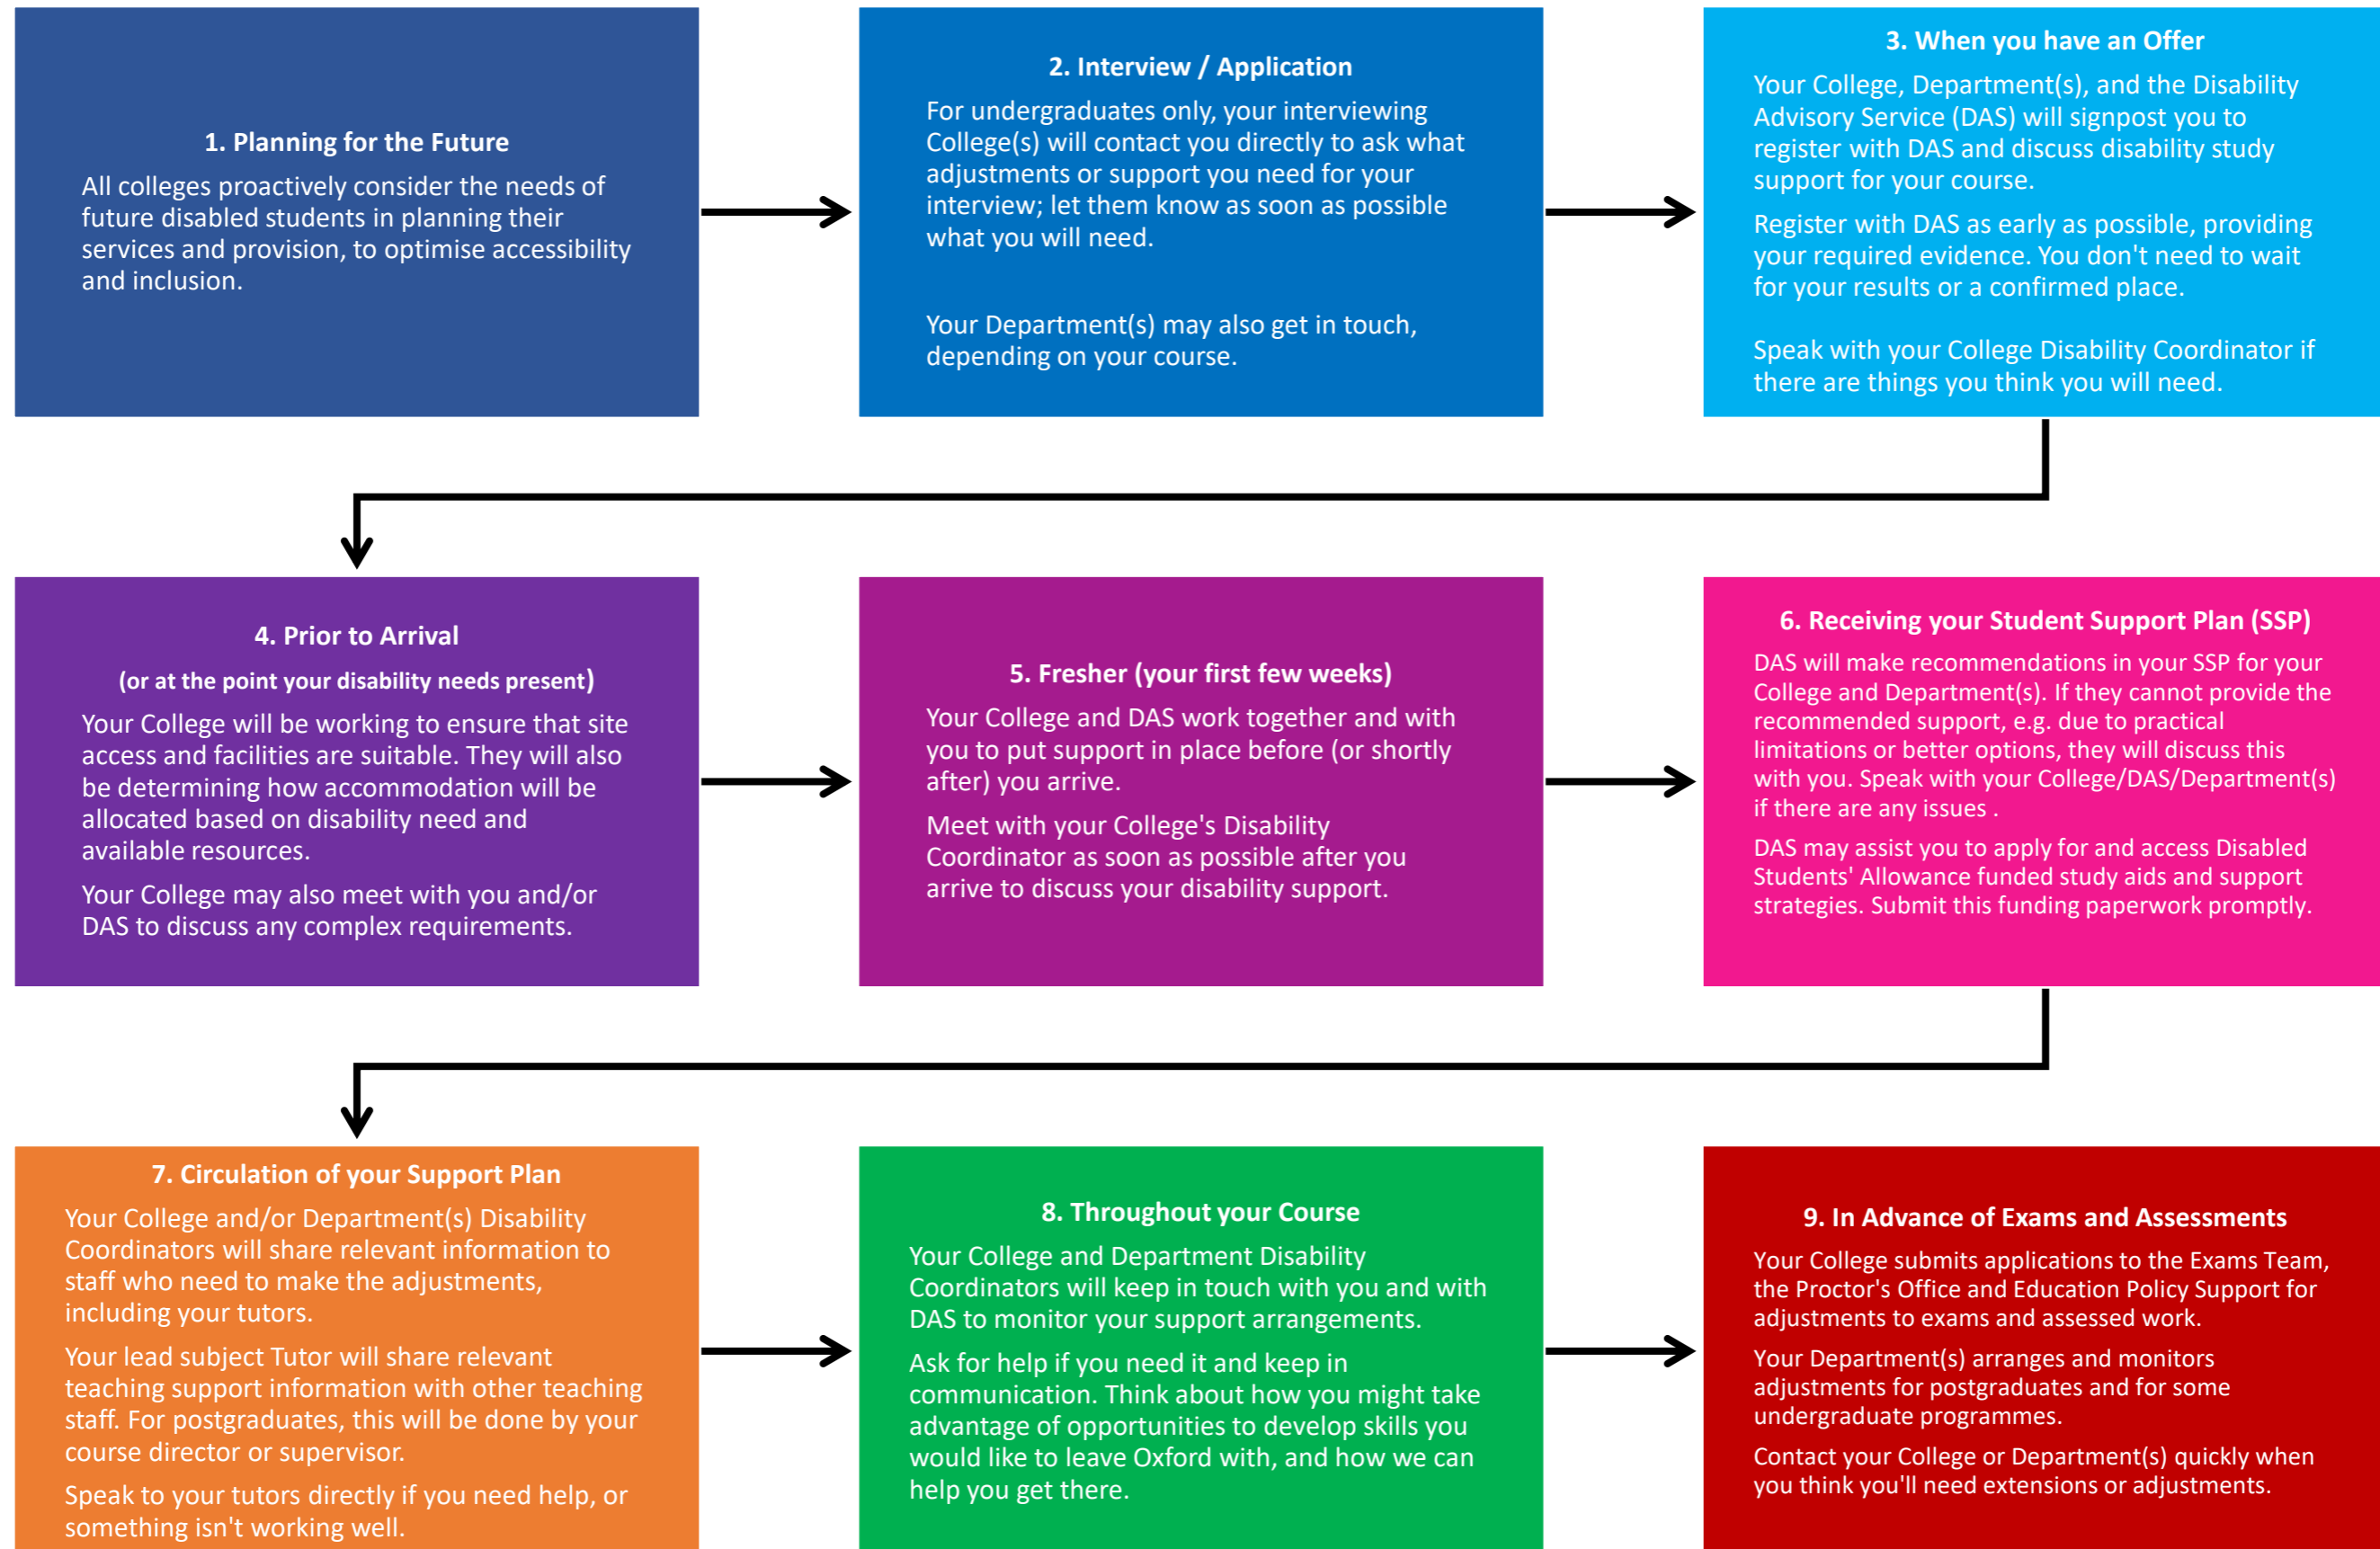 1. Planning for the Future
All colleges proactively consider the needs of
future disabled students in planning their
services and provision, to optimise accessibility
and inclusion.
2. Interview / Application
For undergraduates only, your interviewing
College(s) will contact you directly to ask what
adjustments or support you need for your
interview; let them know as soon as possible
what you will need.
Your Department(s) may also get in touch,
depending on your course.
3. When you have an Offer
Your College, Department(s), and the Disability
Advisory Service (DAS) will signpost you to
register with DAS and discuss disability study
support for your course.
Register with DAS as early as possible, providing
your required evidence. You don't need to wait
for your results or a confirmed place.
Speak with your College Disability Coordinator if
there are things you think you will need.
4. Prior to Arrival
(or at the point your disability needs present)
Your College will be working to ensure that site
access and facilities are suitable. They will also
be determining how accommodation will be
allocated based on disability need and
available resources.
Your College may also meet with you and/or
DAS to discuss any complex requirements.
5. Fresher (your first few weeks)
Your College and DAS work together and with
you to put support in place before (or shortly
after) you arrive.
Meet with your College's Disability
Coordinator as soon as possible after you
arrive to discuss your disability support.
6. Receiving your Student Support Plan (SSP)
DAS will make recommendations in your SSP for your
College and Department(s). If they cannot provide the
recommended support, e.g. due to practical
limitations or better options, they will discuss this
with you. Speak with your College/DAS/Department(s)
if there are any issues .
DAS may assist you to apply for and access Disabled
Students' Allowance funded study aids and support
strategies. Submit this funding paperwork promptly.
7. Circulation of your Support Plan
Your College and/or Department(s) Disability
Coordinators will share relevant information to
staff who need to make the adjustments,
including your tutors.
Your lead subject Tutor will share relevant
teaching support information with other teaching
staff. For postgraduates, this will be done by your
course director or supervisor.
Speak to your tutors directly if you need help, or
something isn't working well.
8. Throughout your Course
Your College and Department Disability
Coordinators will keep in touch with you and with
DAS to monitor your support arrangements.
Ask for help if you need it and keep in
communication. Think about how you might take
advantage of opportunities to develop skills you
would like to leave Oxford with, and how we can
help you get there.
9. In Advance of Exams and Assessments
Your College submits applications to the Exams Team,
the Proctor's Office and Education Policy Support for
adjustments to exams and assessed work.
Your Department(s) arranges and monitors
adjustments for postgraduates and for some
undergraduate programmes.
Contact your College or Department(s) quickly when
you think you'll need extensions or adjustments.